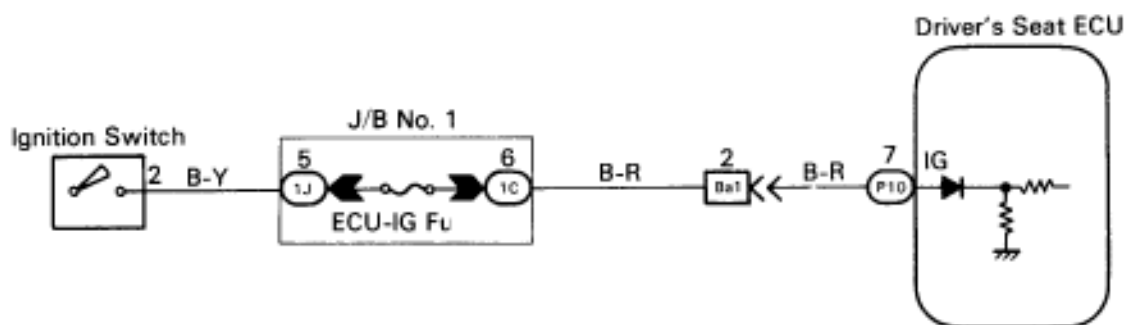 Driver's Seat ECU
J/B No. 1
Ignition Switch
2 B-Y 5 1J 6 1C B-R 2 Ba1 B-R 7 P10 IG
ECU-IG Fu